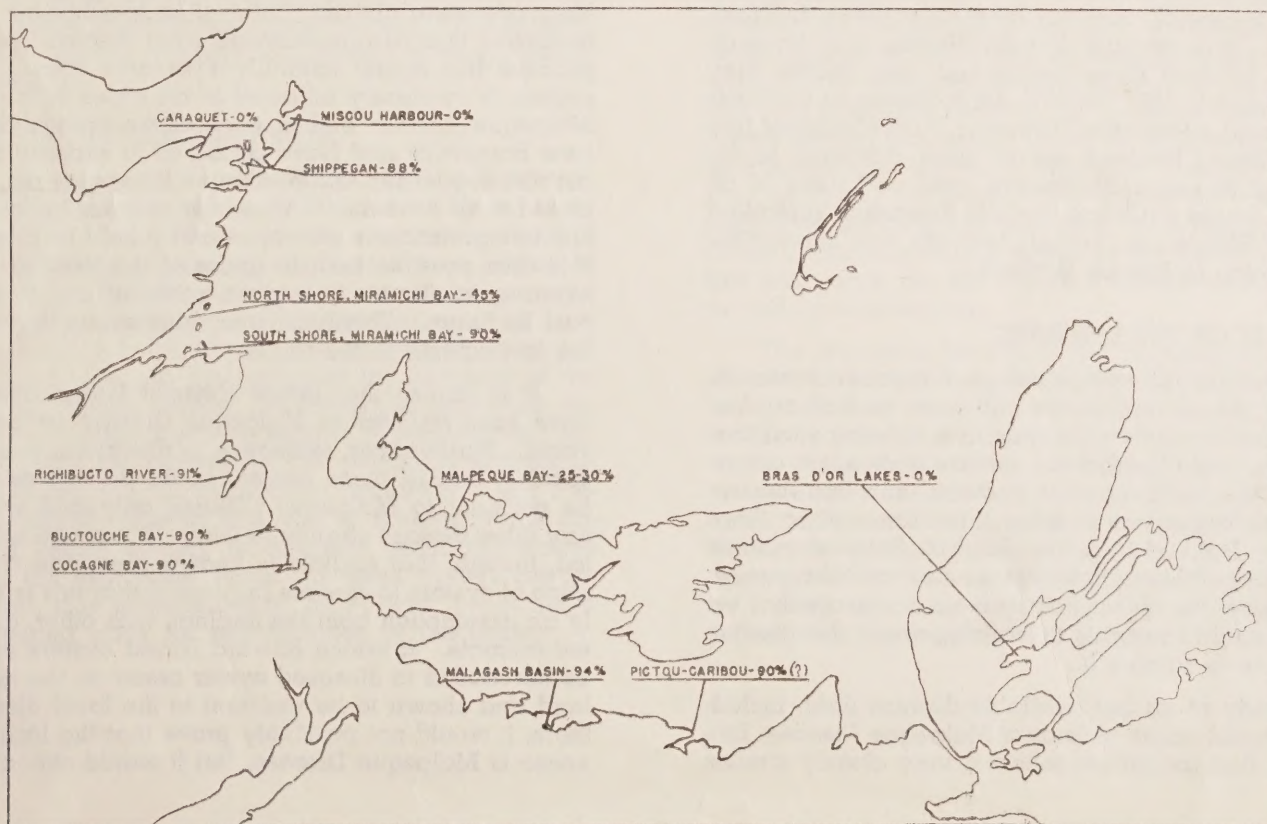 CARAQUET-0%
MISCOU HARBOUR-0%
SHIPPEGAN-88%
NORTH SHORE, MIRAMICHI BAY-45%
SOUTH SHORE, MIRAMICHI BAY-90%
RICHIBUCTO RIVER-91%
MALPEQUE BAY-25-30%
BRAS D'OR LAKES-0%
BUCTOUCHE BAY-90%
COCAGNE BAY-90%
MALAGASH BASIN-94%
PICTOU-CARIBOU-90%(?)